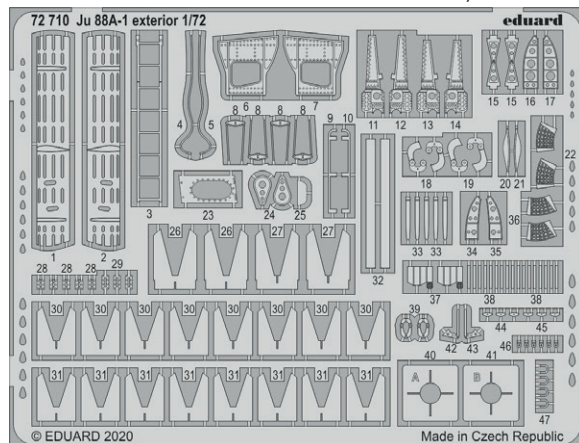 72 710 Ju 88A-1 exterior 1/72 eduard
8 8 8 8
6 7
4 5
9 10
11 12 13 14
15 15 16 17
22
18 19 20 21
1 2 3
23 24 25
36
33 33 34 35
32
26 26 27 27
28 28 28 29
37 38 38
30 30 30 30 30 30 30 30
39 42 43
44 45
46
40 41
A B
31 31 31 31 31 31 31 31
47
© EDUARD 2020 Made in Czech Republic